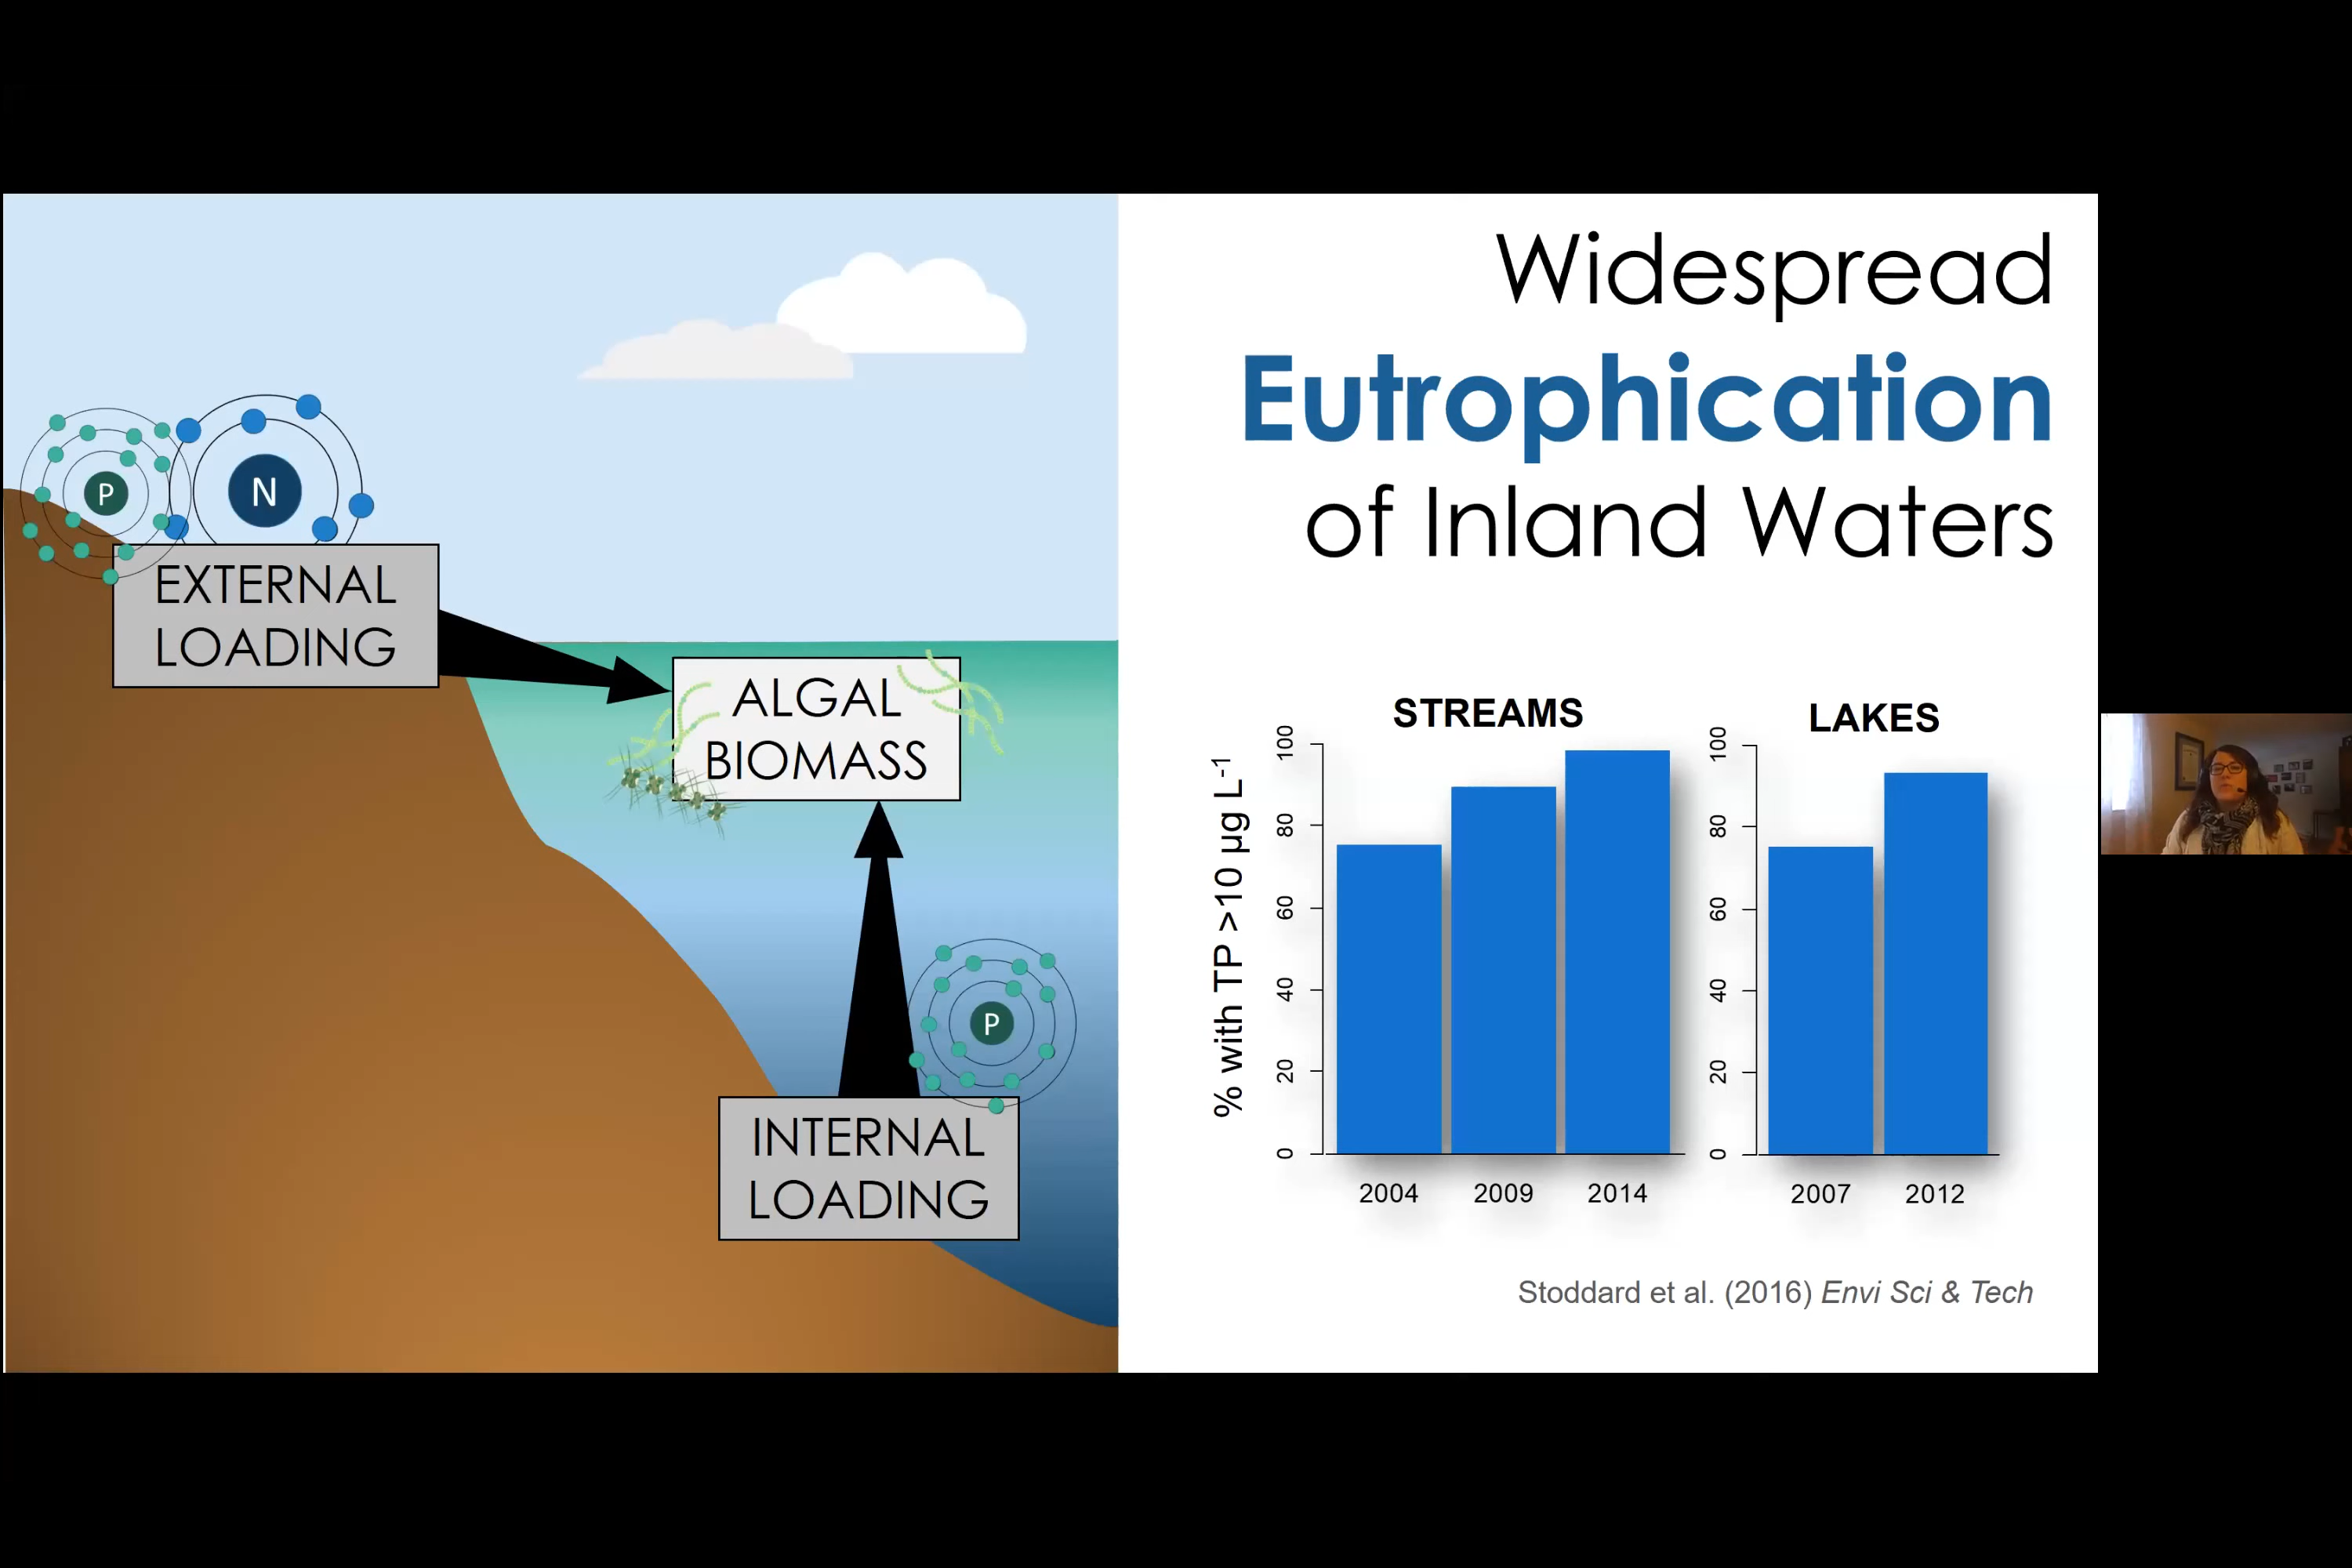 Widespread
Eutrophication
of Inland Waters
P
N
EXTERNAL
LOADING
ALGAL
BIOMASS
P
INTERNAL
LOADING
STREAMS
% with TP >10 µg L⁻¹
100
80
60
40
20
0
2004 2009 2014
LAKES
100
80
60
40
20
0
2007 2012
Stoddard et al. (2016) Envi Sci & Tech